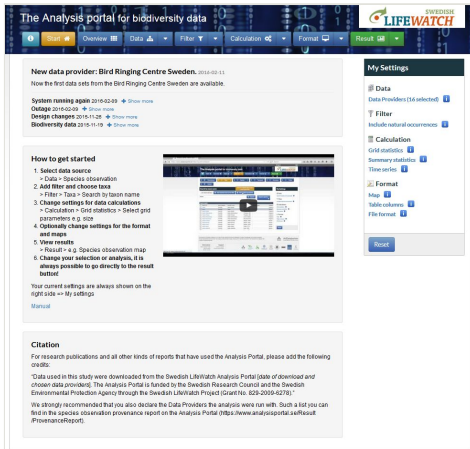 The Analysis portal for biodiversity data
SWEDISH
LIFEWATCH
Start
Overview
Data
Filter
Calculation
Format
Result
New data provider: Bird Ringing Centre Sweden. 2016-02-11
Now the first data sets from the Bird Ringing Centre Sweden are available.
System running again 2016-02-09 + Show more
Outage 2016-02-09 + Show more
Design changes 2015-11-25 + Show more
Biodiversity data 2015-11-19 + Show more
How to get started
1. Select data source
> Data > Species observation
2. Add filter and choose taxa
> Filter > Taxa > Search by taxon name
3. Change settings for data calculations
> Calculation > Grid statistics > Select grid
parameters e.g. size
4. Optionally change settings for the format
and maps
5. View results
> Result > e.g. Species observation map
6. Change your selection or analysis, it is
always possible to go directly to the result
button!
Your current settings are always shown on the
right side => My settings
Manual
Citation
For research publications and all other kinds of reports that have used the Analysis Portal, please add the following
credits:
"Data used in this study were downloaded from the Swedish LifeWatch Analysis Portal [date of download and
chosen data providers]. The Analysis Portal is funded by the Swedish Research Council and the Swedish
Environmental Protection Agency through the Swedish LifeWatch Project (Grant No. 829-2009-6278)."
We strongly recommended that you also declare the Data Providers the analysis were run with. Such a list you can
find in the species observation provenance report on the Analysis Portal (https://www.analysisportal.se/Result
/ProvenanceReport).
My Settings
Data
Data Providers (16 selected)
Filter
Include natural occurrences
Calculation
Grid statistics
Summary statistics
Time series
Format
Map
Table columns
File format
Reset